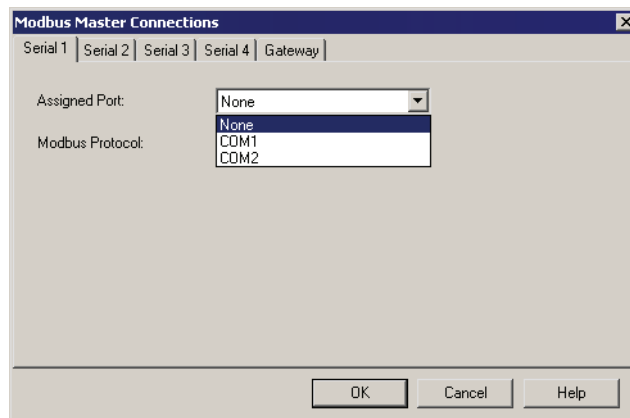 Modbus Master Connections
Serial 1 Serial 2 Serial 3 Serial 4 Gateway
Assigned Port: None
None
Modbus Protocol: COM1
COM2
OK Cancel Help